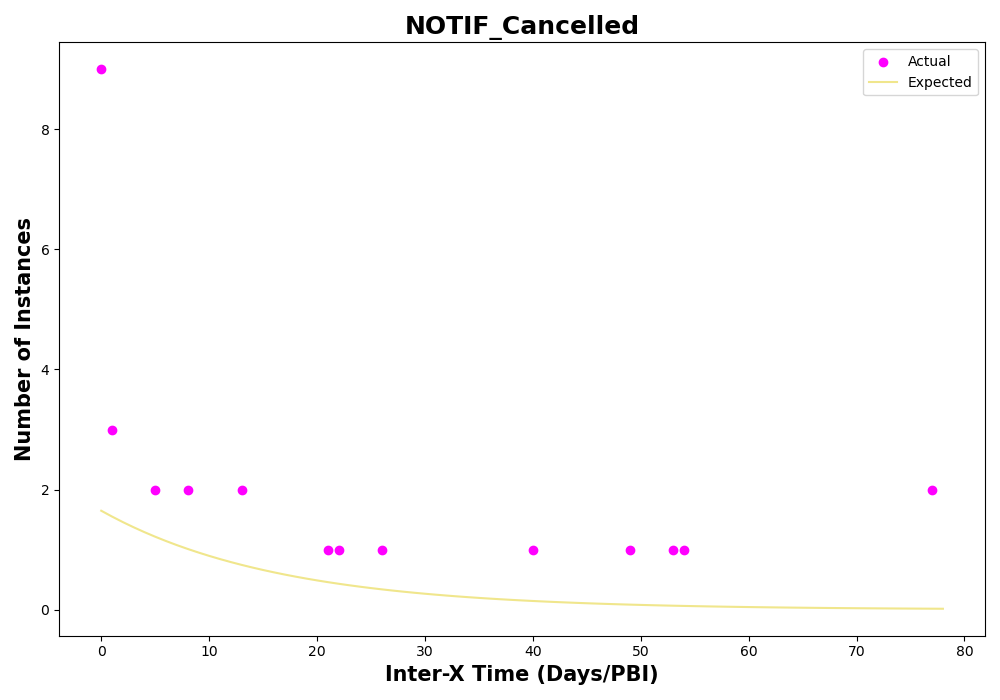 NOTIF_Cancelled
Actual
Expected
Number of Instances
8
6
4
2
0
0 10 20 30 40 50 60 70 80
Inter-X Time (Days/PBI)